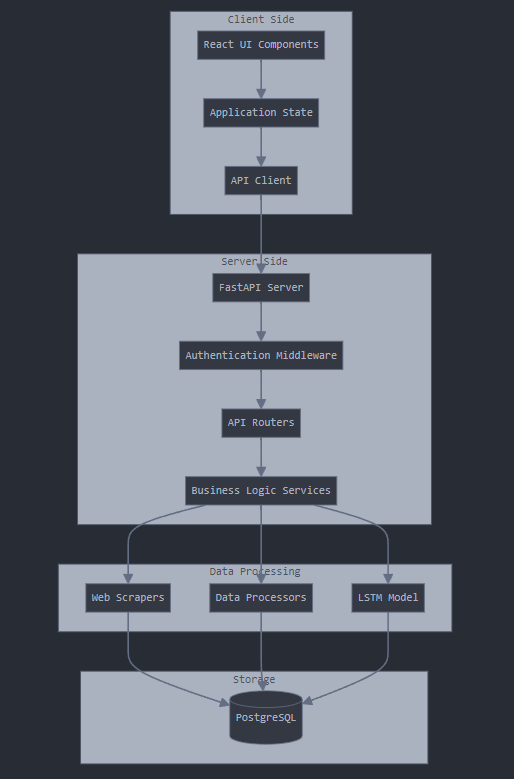 Client Side
React UI Components
Application State
API Client
Server Side
FastAPI Server
Authentication Middleware
API Routers
Business Logic Services
Data Processing
Web Scrapers
Data Processors
LSTM Model
Storage
PostgreSQL